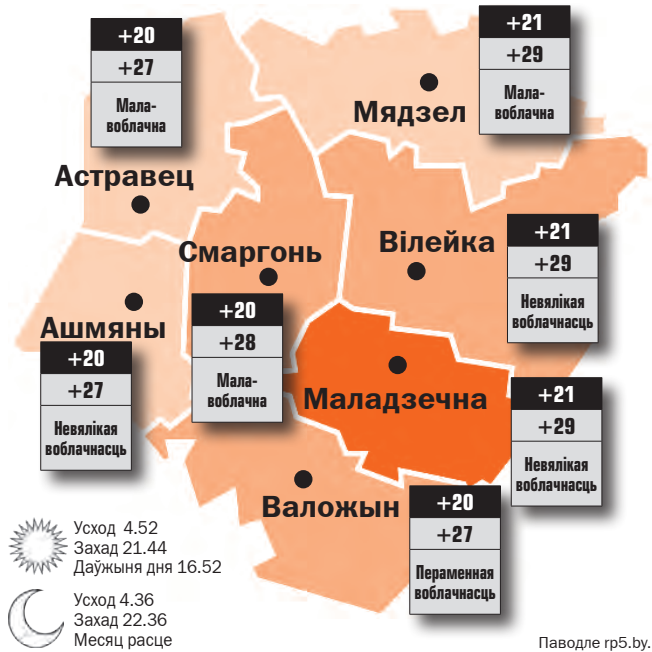 +20
+27
Мала-
воблачна
Астравец
+21
+29
Мала-
воблачна
Мядзел
Смаргонь
+20
+28
Мала-
воблачна
Вілейка
+21
+29
Невялікая
воблачнасць
Ашмяны
+20
+27
Невялікая
воблачнасць
Маладзечна
+21
+29
Невялікая
воблачнасць
Валожын
+20
+27
Пераменная
воблачнасць
Усход 4.52
Захад 21.44
Даўжыня дня 16.52
Усход 4.36
Захад 22.36
Месяц расце
Паводле rp5.by.